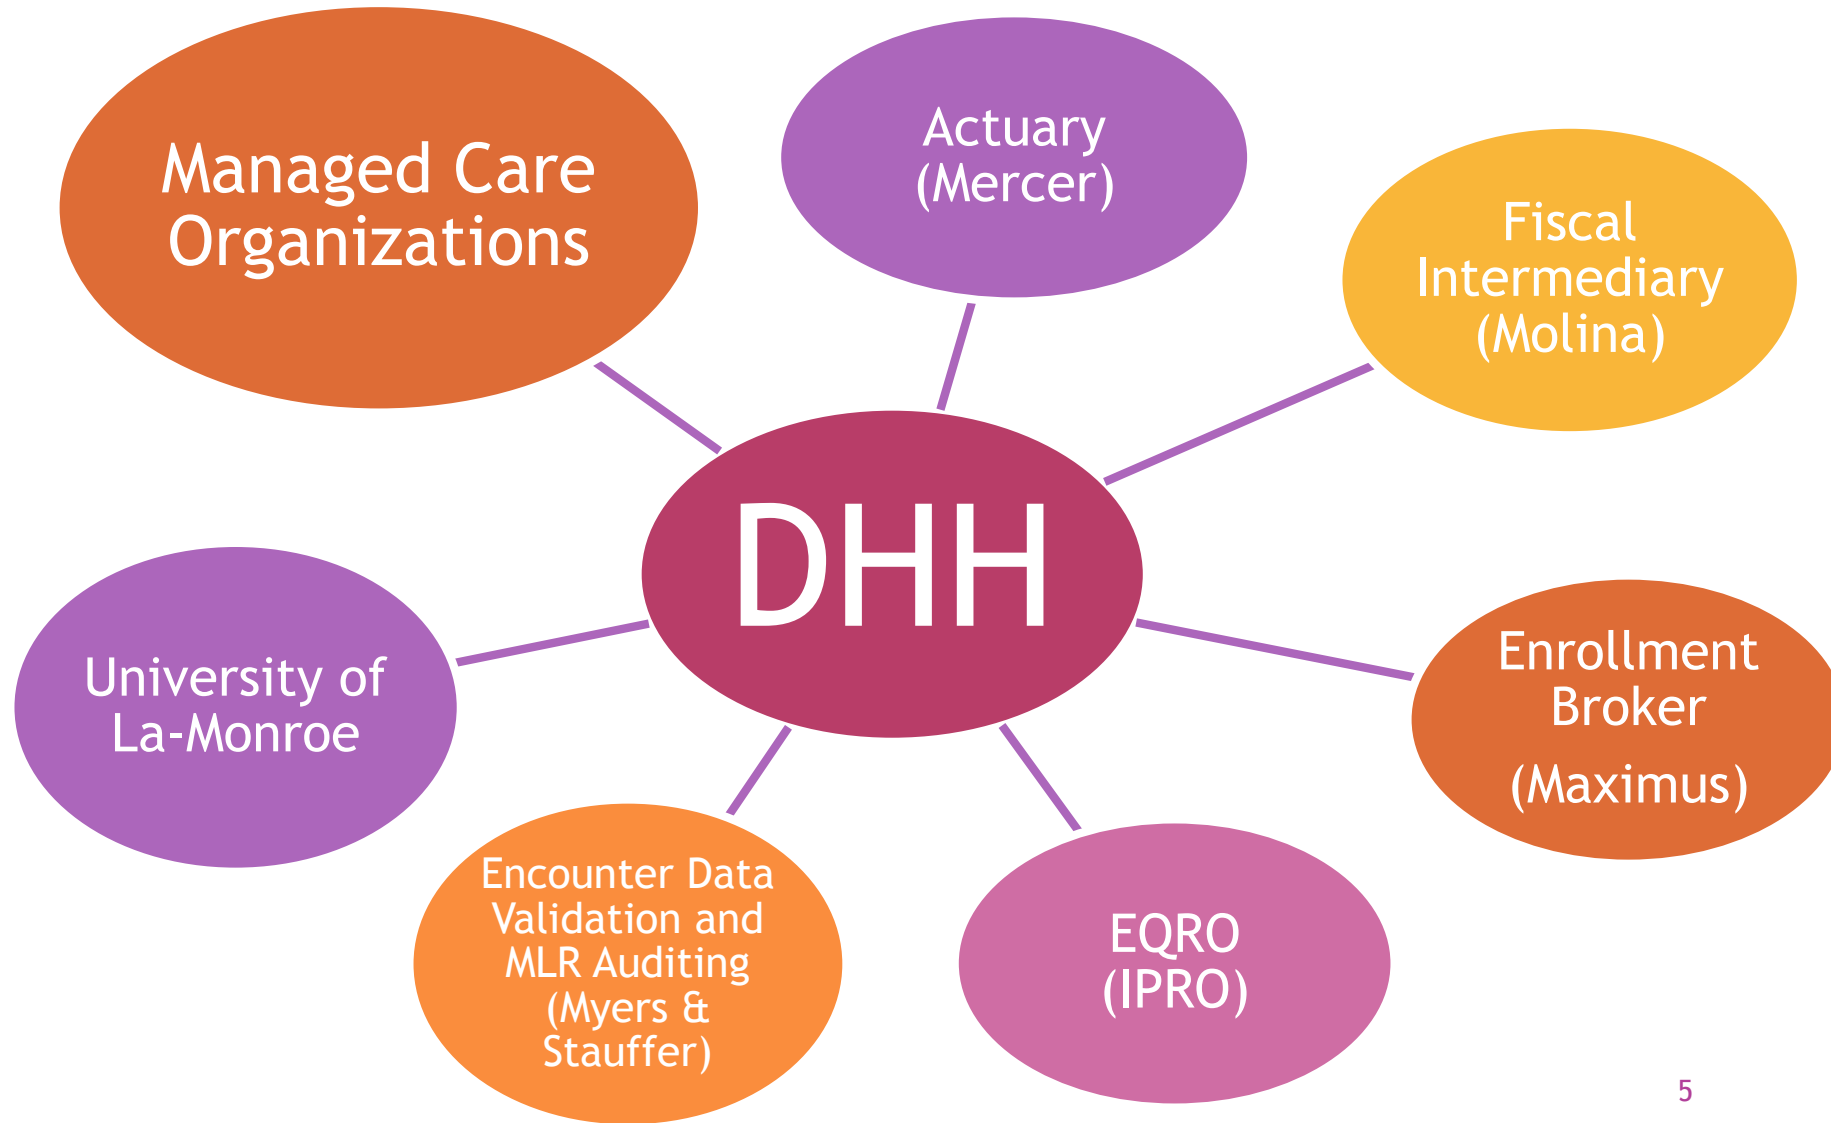 Managed Care
Organizations
Actuary
(Mercer)
Fiscal
Intermediary
(Molina)
DHH
University of
La-Monroe
Enrollment
Broker
(Maximus)
Encounter Data
Validation and
MLR Auditing
(Myers &
Stauffer)
EQRO
(IPRO)
5